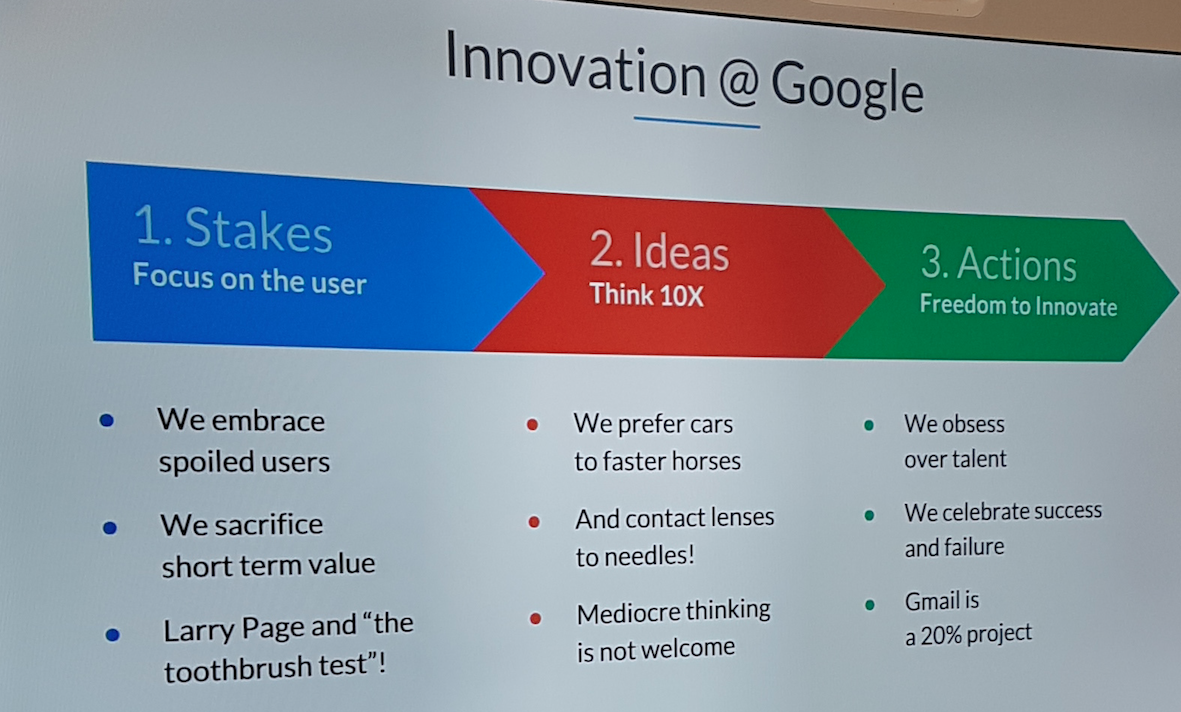 Innovation @ Google
1. Stakes
Focus on the user
2. Ideas
Think 10X
3. Actions
Freedom to Innovate
We embrace
spoiled users
We sacrifice
short term value
Larry Page and “the
toothbrush test”!
We prefer cars
to faster horses
And contact lenses
to needles!
Mediocre thinking
is not welcome
We obsess
over talent
We celebrate success
and failure
Gmail is
a 20% project